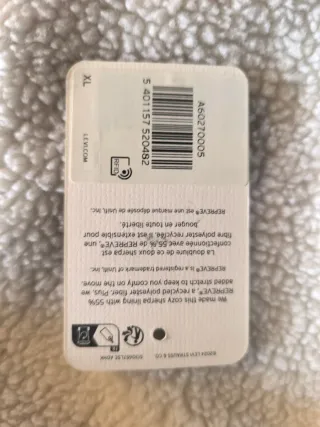 ©2024 LEVI STRAUSS & CO.
We made this cozy sherpa lining with 55%
REPREVE®, a recycled polyester fiber. Plus, we
added stretch to keep you comfy on the move.
REPREVE® is a registered trademark of Unifi, Inc.
La doublure de ce doux sherpa est
confectionnée avec 55 % de REPREVE®, une
fibre polyester recyclée. Il est extensible pour
bouger en toute liberté.
REPREVE® est une marque déposée de Unifi, Inc.
RFID
A60270005
5 401157 520482
XL
LEVI.COM